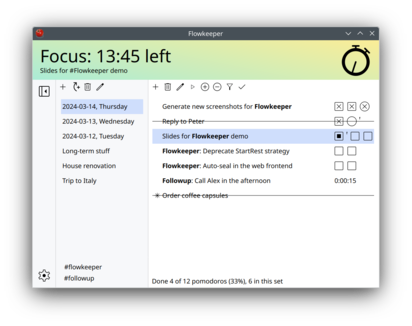 Flowkeeper
Focus: 13:45 left
Slides for #Flowkeeper demo
2024-03-14, Thursday
2024-03-13, Wednesday
2024-03-12, Tuesday
Long-term stuff
House renovation
Trip to Italy
#flowkeeper
#followup
Generate new screenshots for Flowkeeper
Reply to Peter
Slides for Flowkeeper demo
Flowkeeper: Deprecate StartRest strategy
Flowkeeper: Auto-seal in the web frontend
Followup: Call Alex in the afternoon 0:00:15
Order coffee capsules
Done 4 of 12 pomodoros (33%), 6 in this set